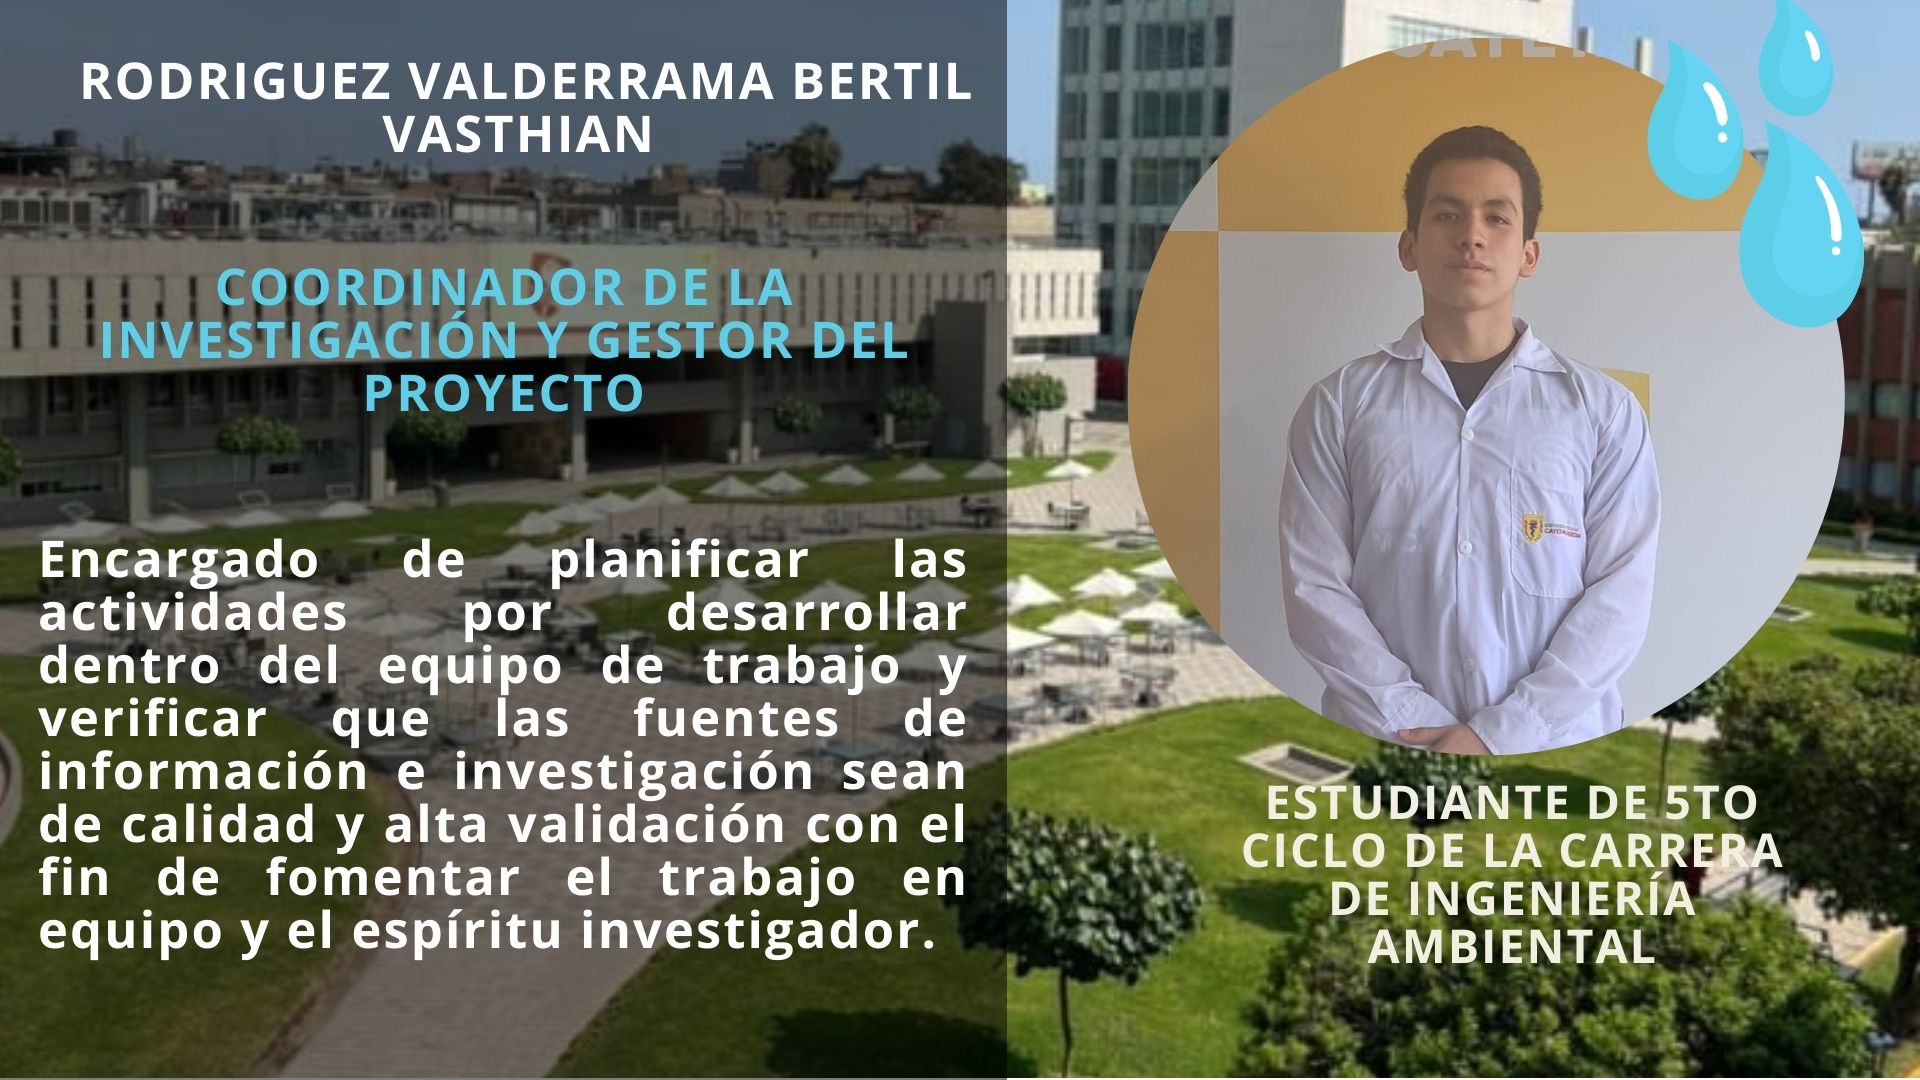 RODRIGUEZ VALDERRAMA BERTIL
VASTHIAN
COORDINADOR DE LA
INVESTIGACIÓN Y GESTOR DEL
PROYECTO
Encargado de planificar las
actividades por desarrollar
dentro del equipo de trabajo y
verificar que las fuentes de
información e investigación sean
de calidad y alta validación con el
fin de fomentar el trabajo en
equipo y el espíritu investigador.
ESTUDIANTE DE 5TO
CICLO DE LA CARRERA
DE INGENIERÍA
AMBIENTAL